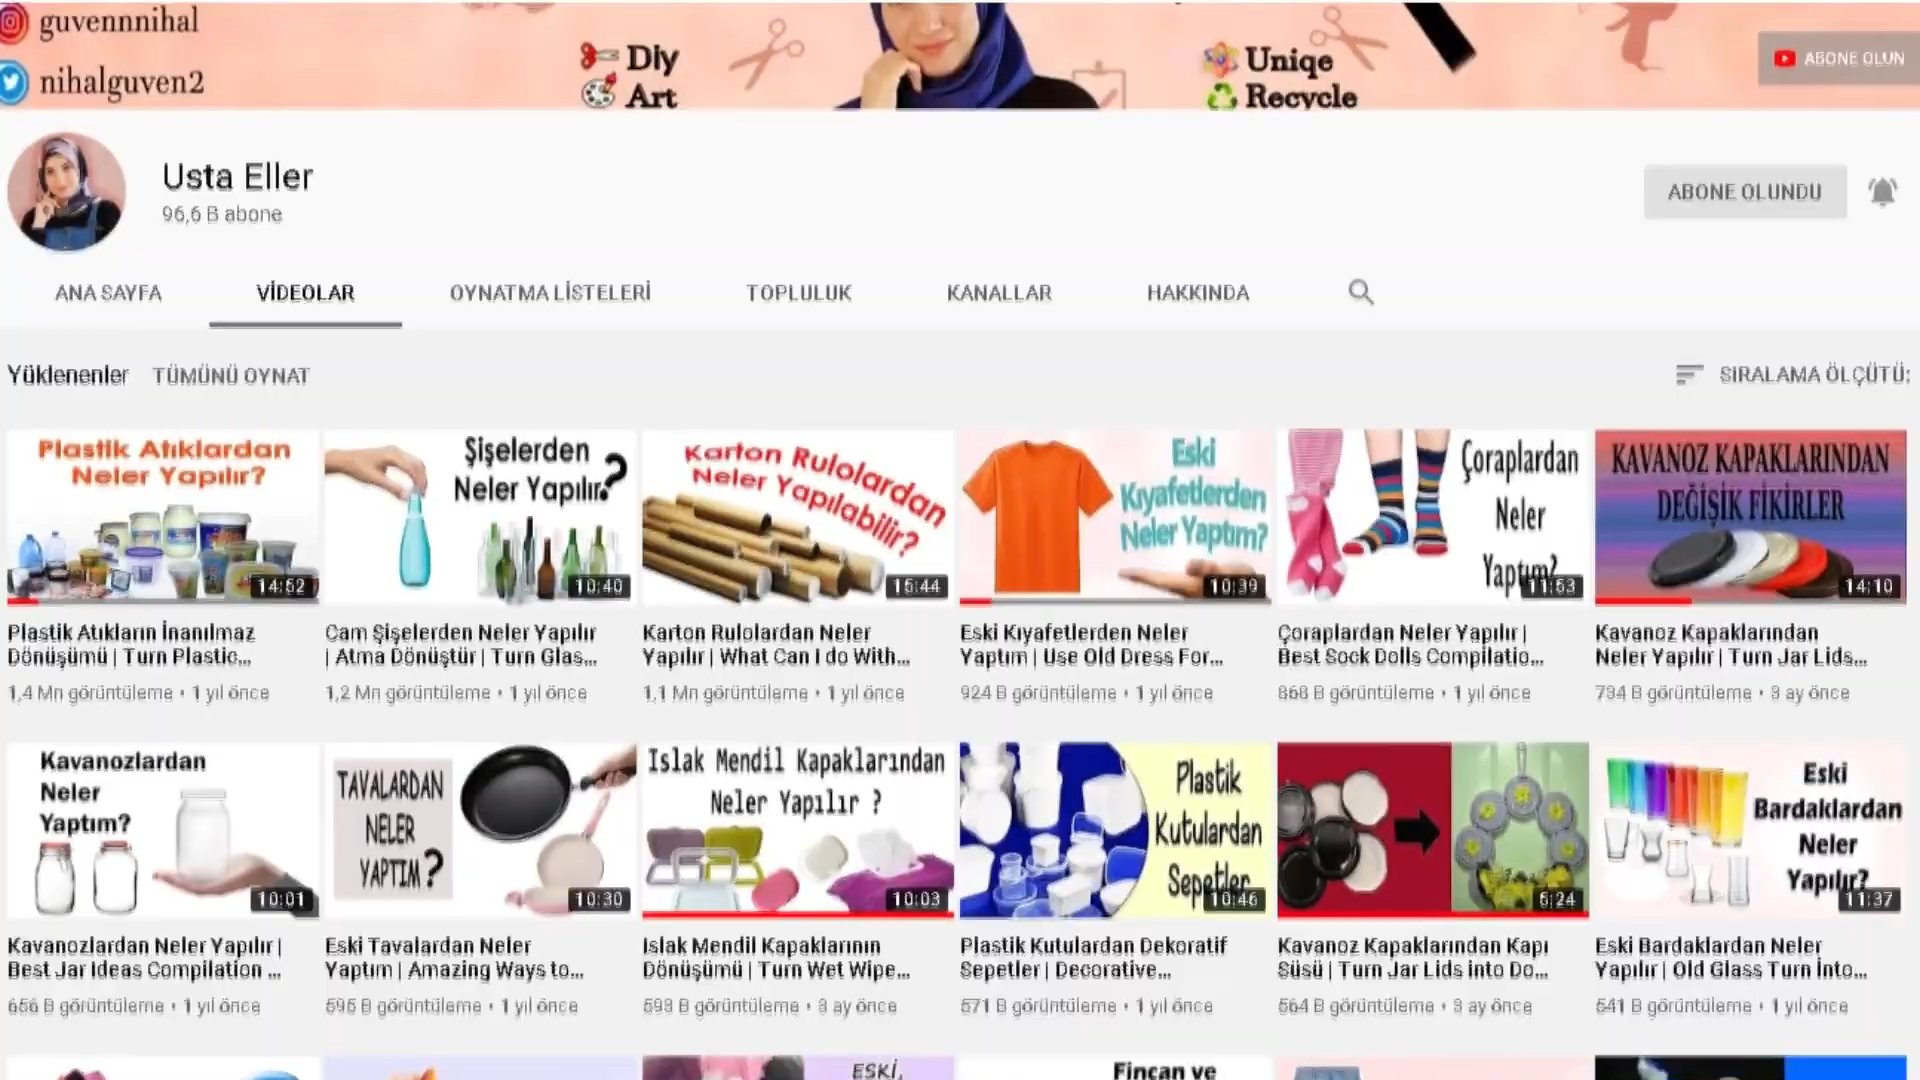 guvennnihal
nihalguven2
Diy
Art
Uniqe
Recycle
ABONE OLUN
Usta Eller
96,6 B abone
ABONE OLUNDU
ANA SAYFA
VİDEOLAR
OYNATMA LİSTELERİ
TOPLULUK
KANALLAR
HAKKINDA
Yüklenenler
TÜMÜNÜ OYNAT
SIRALAMA ÖLÇÜTÜ:
Plastik Atıklardan
Neler Yapılır?
14:52
Plastik Atıkların İnanılmaz
Dönüşümü | Turn Plastic...
1,4 Mn görüntüleme • 1 yıl önce
Şişelerden
Neler Yapılır?
10:40
Cam Şişelerden Neler Yapılır
| Atma Dönüştür | Turn Glas...
1,2 Mn görüntüleme • 1 yıl önce
Karton Rulolardan
Neler Yapılabilir?
15:44
Karton Rulolardan Neler
Yapılır | What Can I do With...
1,1 Mn görüntüleme • 1 yıl önce
Eski
Kıyafetlerden
Neler Yaptım?
10:39
Eski Kıyafetlerden Neler
Yaptım | Use Old Dress For...
924 B görüntüleme • 1 yıl önce
Çoraplardan
Neler
Yaptım?
11:53
Çoraplardan Neler Yapılır |
Best Sock Dolls Compilatio...
868 B görüntüleme • 1 yıl önce
KAVANOZ KAPAKLARINDAN
DEĞİŞİK FİKİRLER
14:10
Kavanoz Kapaklarından
Neler Yapılır | Turn Jar Lids...
734 B görüntüleme • 3 ay önce
Kavanozlardan
Neler
Yaptım?
10:01
Kavanozlardan Neler Yapılır |
Best Jar Ideas Compilation ...
656 B görüntüleme • 1 yıl önce
TAVALARDAN
NELER
YAPTIM?
10:30
Eski Tavalardan Neler
Yaptım | Amazing Ways to...
595 B görüntüleme • 1 yıl önce
Islak Mendil Kapaklarından
Neler Yapılır ?
10:03
Islak Mendil Kapaklarının
Dönüşümü | Turn Wet Wipe...
593 B görüntüleme • 3 ay önce
Plastik
Kutulardan
Sepetler
10:46
Plastik Kutulardan Dekoratif
Sepetler | Decorative...
571 B görüntüleme • 1 yıl önce
5:24
Kavanoz Kapaklarından Kapı
Süsü | Turn Jar Lids into Do...
564 B görüntüleme • 3 ay önce
Eski
Bardaklardan
Neler
Yapılır?
11:37
Eski Bardaklardan Neler
Yapılır | Old Glass Turn İnto...
541 B görüntüleme • 1 yıl önce
ESKİ,
Fincan ve